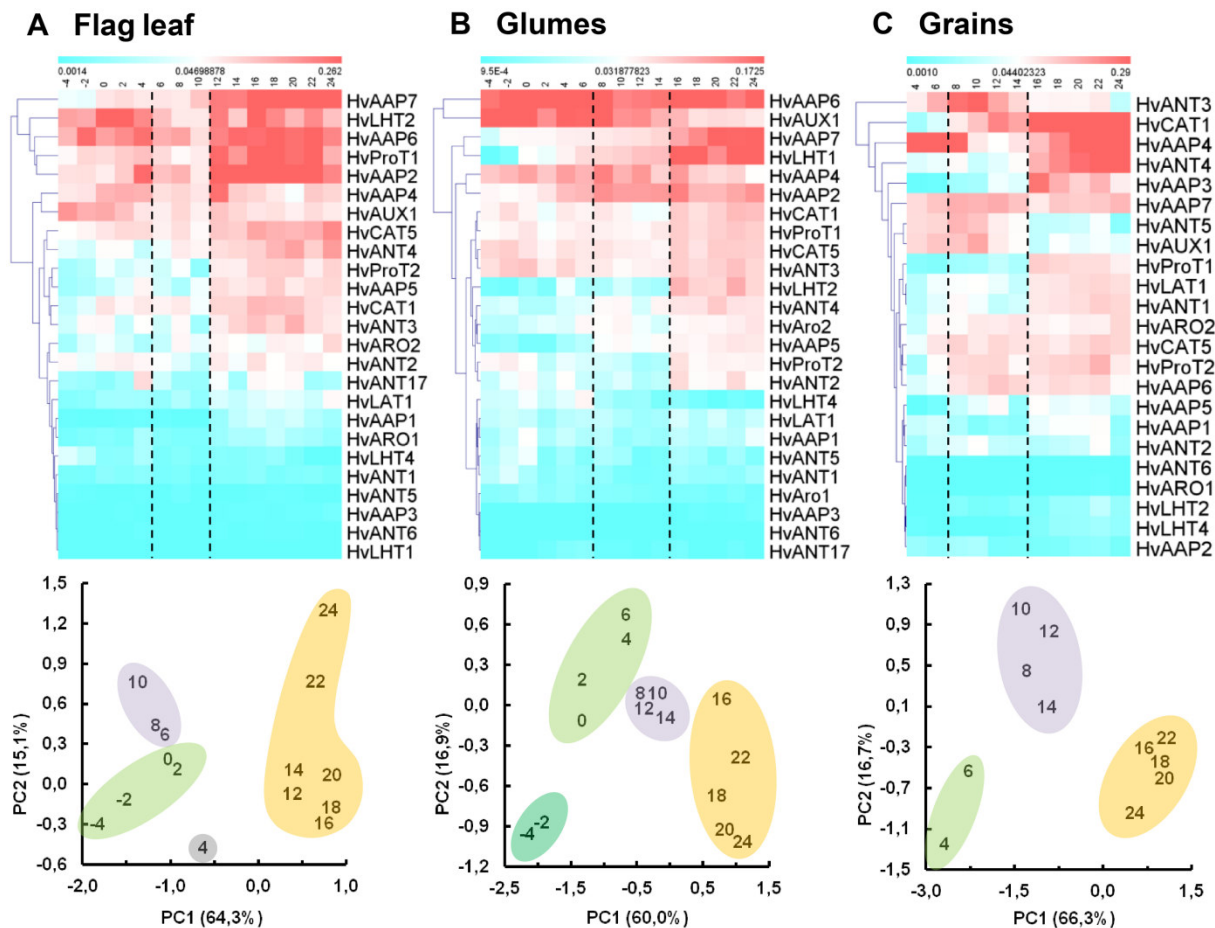 A Flag leaf
0.0014 0.04698878 0.262
-4 -2 0 2 4 6 8 10 12 14 16 18 20 22 24
HvAAP7
HvLHT2
HvAAP6
HvProT1
HvAAP2
HvAAP4
HvAUX1
HvCAT5
HvANT4
HvProT2
HvAAP5
HvCAT1
HvANT3
HvARO2
HvANT2
HvANT17
HvLAT1
HvAAP1
HvARO1
HvLHT4
HvANT1
HvANT5
HvAAP3
HvANT6
HvLHT1
B Glumes
9.5E-4 0.031877823 0.1725
-4 -2 0 2 4 6 8 10 12 14 16 18 20 22 24
HvAAP6
HvAUX1
HvAAP7
HvLHT1
HvAAP4
HvAAP2
HvCAT1
HvProT1
HvCAT5
HvANT3
HvLHT2
HvANT4
HvAro2
HvAAP5
HvProT2
HvANT2
HvLHT4
HvLAT1
HvAAP1
HvANT5
HvANT1
HvAro1
HvAAP3
HvANT6
HvANT17
C Grains
0.0010 0.04402323 0.29
4 6 8 10 12 14 16 18 20 22 24
HvANT3
HvCAT1
HvAAP4
HvANT4
HvAAP3
HvAAP7
HvANT5
HvAUX1
HvProT1
HvLAT1
HvANT1
HvARO2
HvCAT5
HvProT2
HvAAP6
HvAAP5
HvAAP1
HvANT2
HvANT6
HvARO1
HvLHT2
HvLHT4
HvAAP2
PC2 (15,1%)
1,5
1,2
0,9
0,6
0,3
0,0
-0,3
-0,6
24
22
10
8
6
0
2
14
20
12
-2
18
-4
16
4
-2,0 -1,0 0,0 1,0
PC1 (64,3%)
PC2 (16,9%)
0,9
0,6
0,3
0,0
-0,3
-0,6
-0,9
-1,2
6
4
2
0
8 10
12 14
16
22
18
-2
-4
20
24
-2,5 -1,5 -0,5 0,5 1,5
PC1 (60,0%)
PC2 (16,7%)
1,3
0,9
0,5
0,1
-0,3
-0,7
-1,1
-1,5
10
12
8
14
22
16
18
20
6
24
4
-3,0 -1,5 0,0 1,5
PC1 (66,3%)